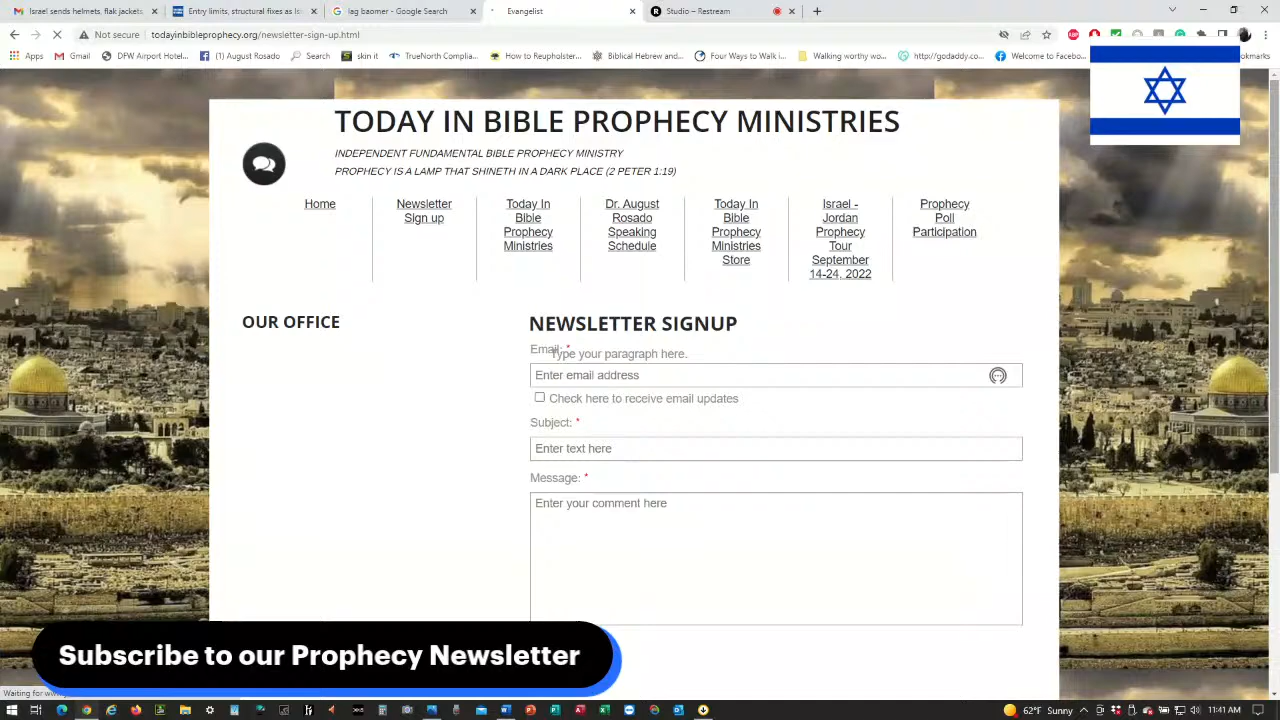 Israel sends helmets, flak jackets,
Entry limits, structural fixes as Is
lag baomer - Google Search
Evangelist
Studio – Restream
Not secure | todayinbibleprophecy.org/newsletter-sign-up.html
Apps
Gmail
DFW Airport Hotel...
(1) August Rosado
Search
skin it
TrueNorth Complia...
How to Reupholster...
Biblical Hebrew and...
Four Ways to Walk i...
Walking worthy wo...
http://godaddy.co...
Welcome to Facebo...
TODAY IN BIBLE PROPHECY MINISTRIES
INDEPENDENT FUNDAMENTAL BIBLE PROPHECY MINISTRY
PROPHECY IS A LAMP THAT SHINETH IN A DARK PLACE (2 PETER 1:19)
Home
Newsletter
Sign up
Today In
Bible
Prophecy
Ministries
Dr. August
Rosado
Speaking
Schedule
Today In
Bible
Prophecy
Ministries
Store
Israel -
Jordan
Prophecy
Tour
September
14-24, 2022
Prophecy
Poll
Participation
OUR OFFICE
NEWSLETTER SIGNUP
Email: *
Type your paragraph here.
Enter email address
Check here to receive email updates
Subject: *
Enter text here
Message: *
Enter your comment here
Subscribe to our Prophecy Newsletter
Waiting for
62°F Sunny
11:41 AM